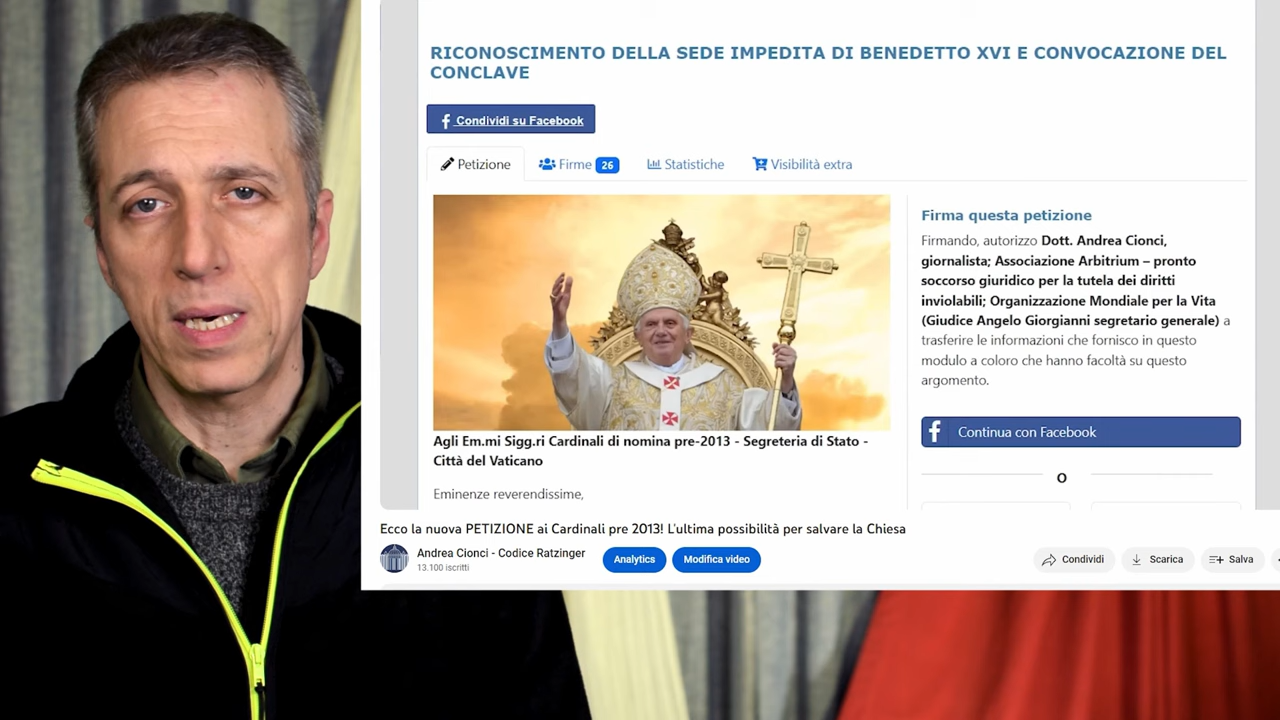 RICONOSCIMENTO DELLA SEDE IMPEDITA DI BENEDETTO XVI E CONVOCAZIONE DEL
CONCLAVE
Condividi su Facebook
Petizione
Firme 26
Statistiche
Visibilità extra
Agli Em.mi Sigg.ri Cardinali di nomina pre-2013 - Segreteria di Stato -
Città del Vaticano
Eminenze reverendissime,
Firma questa petizione
Firmando, autorizzo Dott. Andrea Cionci,
giornalista; Associazione Arbitrium – pronto
soccorso giuridico per la tutela dei diritti
inviolabili; Organizzazione Mondiale per la Vita
(Giudice Angelo Giorgianni segretario generale) a
trasferire le informazioni che fornisco in questo
modulo a coloro che hanno facoltà su questo
argomento.
Continua con Facebook
O
Ecco la nuova PETIZIONE ai Cardinali pre 2013! L'ultima possibilità per salvare la Chiesa
Andrea Cionci - Codice Ratzinger
13.100 iscritti
Analytics
Modifica video
Condividi
Scarica
Salva